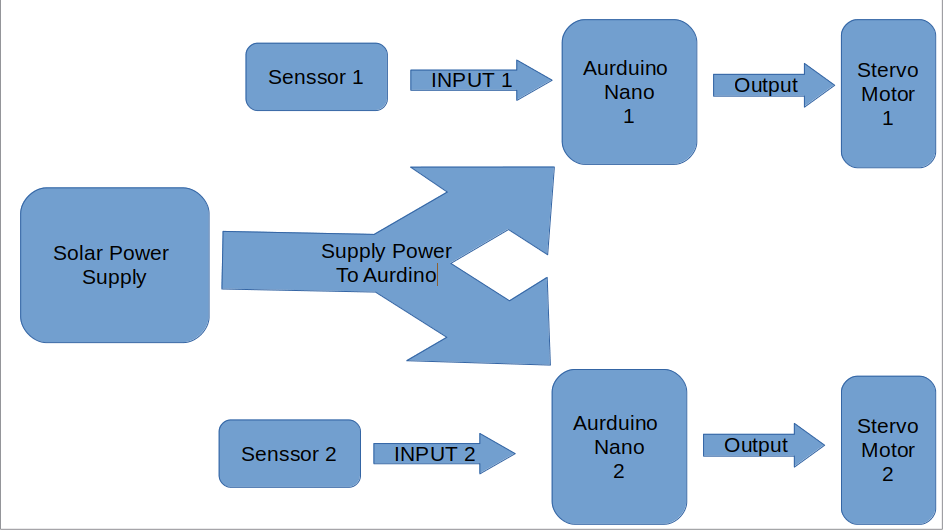 Senssor 1
INPUT 1
Aurduino
Nano
1
Output
Stervo
Motor
1
Solar Power
Supply
Supply Power
To Aurdino
Senssor 2
INPUT 2
Aurduino
Nano
2
Output
Stervo
Motor
2